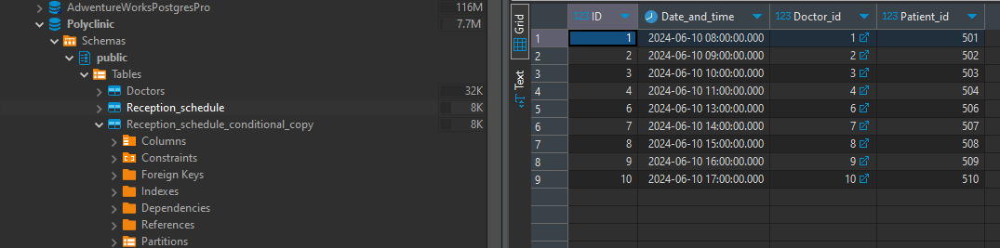 AdwentureWorksPostgresPro 116M
Polyclinic 7.7M
Schemas
public
Tables
Doctors 32K
Reception_schedule 8K
Reception_schedule_conditional_copy 8K
Columns
Constraints
Foreign Keys
Indexes
Dependencies
References
Partitions
Grid
Text
123 ID Date_and_time 123 Doctor_id 123 Patient_id
1 1 2024-06-10 08:00:00.000 1 501
2 2 2024-06-10 09:00:00.000 2 502
3 3 2024-06-10 10:00:00.000 3 503
4 4 2024-06-10 11:00:00.000 4 504
5 6 2024-06-10 13:00:00.000 6 506
6 7 2024-06-10 14:00:00.000 7 507
7 8 2024-06-10 15:00:00.000 8 508
8 9 2024-06-10 16:00:00.000 9 509
9 10 2024-06-10 17:00:00.000 10 510